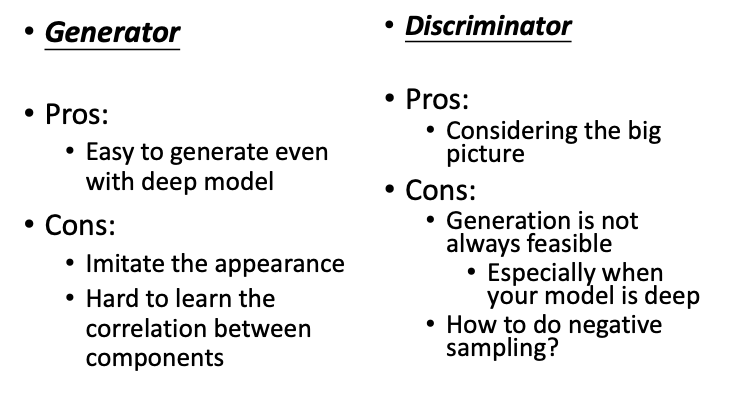 • Generator
• Pros:
• Easy to generate even
with deep model
• Cons:
• Imitate the appearance
• Hard to learn the
correlation between
components
• Discriminator
• Pros:
• Considering the big
picture
• Cons:
• Generation is not
always feasible
• Especially when
your model is deep
• How to do negative
sampling?